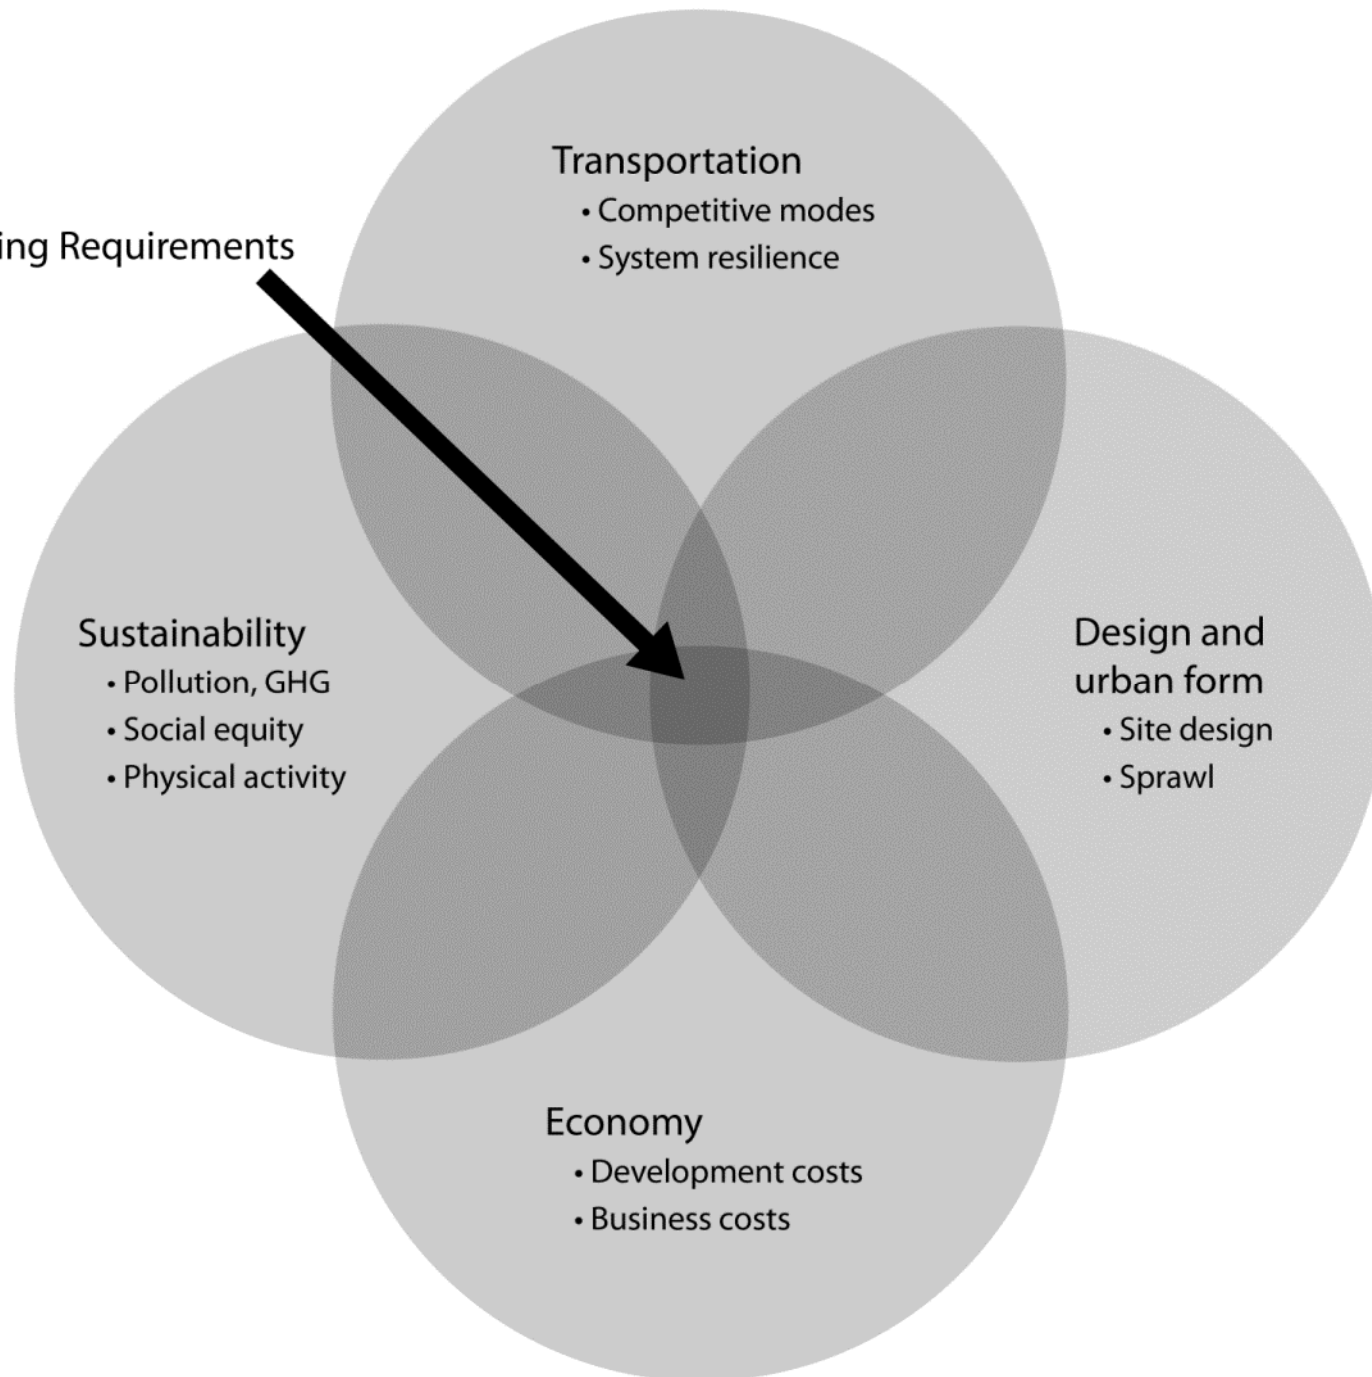 Transportation
• Competitive modes
• System resilience
ing Requirements
Sustainability
• Pollution, GHG
• Social equity
• Physical activity
Design and
urban form
• Site design
• Sprawl
Economy
• Development costs
• Business costs